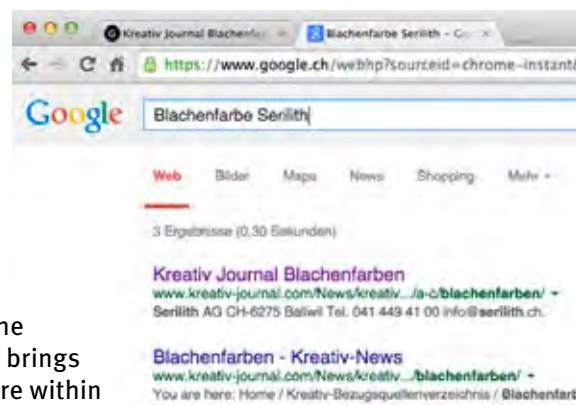 Kreativ Journal Blachenfa
Blachenfarbe Serilith - G
https://www.google.ch/webhp?sourceid=chrome-instant&
Google
Blachenfarbe Serilith
Web Bilder Maps News Shopping Mehr
3 Ergebnisse (0,30 Sekunden)
Kreativ Journal Blachenfarben
www.kreativ-journal.com/News/kreativ.../a-c/blachenfarben/
Serilith AG CH-6275 Ballwil Tel. 041 449 41 00 info@serilith.ch.
Blachenfarben - Kreativ-News
www.kreativ-journal.com/News/kreativ.../blachenfarben/
You are here: Home / Kreativ-Bezugsquellenverzeichnis / Blachenfarb
brings
re within